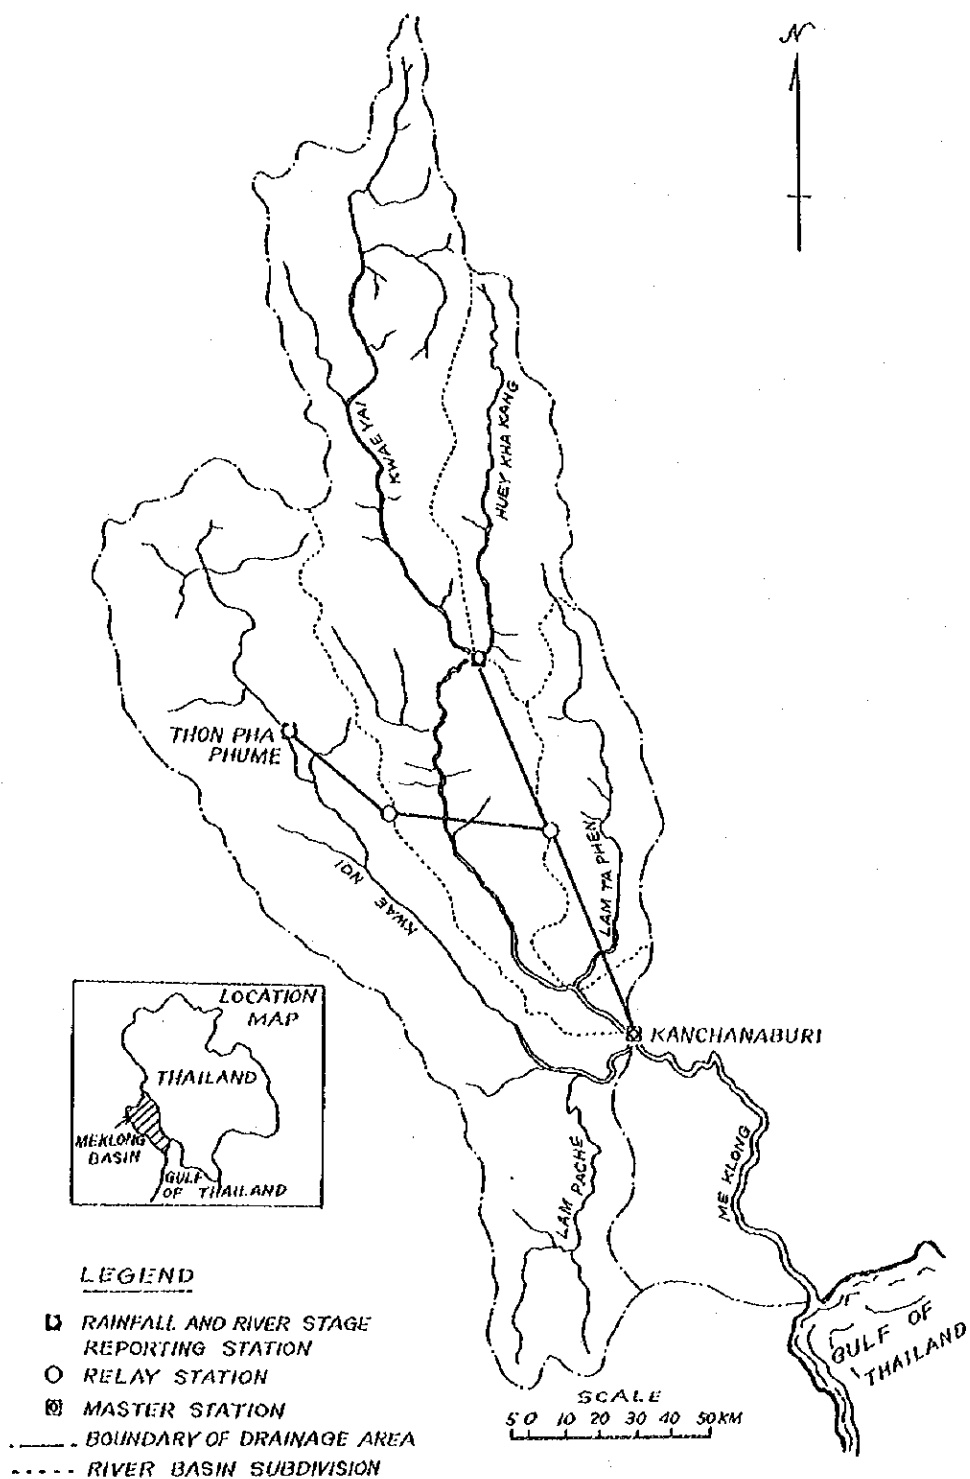 N
KWAE YAI
HUEY KHA KANG
THON PHA
PHUME
LAM TA PHEN
KWAE NOI
KANCHANABURI
LOCATION
MAP
THAILAND
MEKLONG
BASIN
GULF
OF THAILAND
LAM PACHE
ME KLONG
GULF OF
THAILAND
LEGEND
RAINFALL AND RIVER STAGE
REPORTING STATION
RELAY STATION
MASTER STATION
BOUNDARY OF DRAINAGE AREA
RIVER BASIN SUBDIVISION
SCALE
5 0 10 20 30 40 50 KM